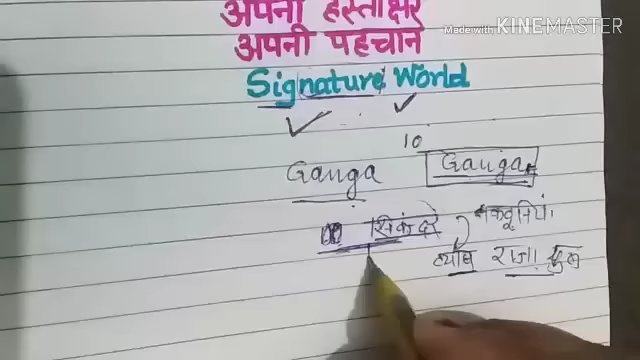 Made with KINEMASTER
अपना हस्ताक्षर
अपनी पहचान
Signature World
10
Ganga Ganga
सिकंदर
राजा